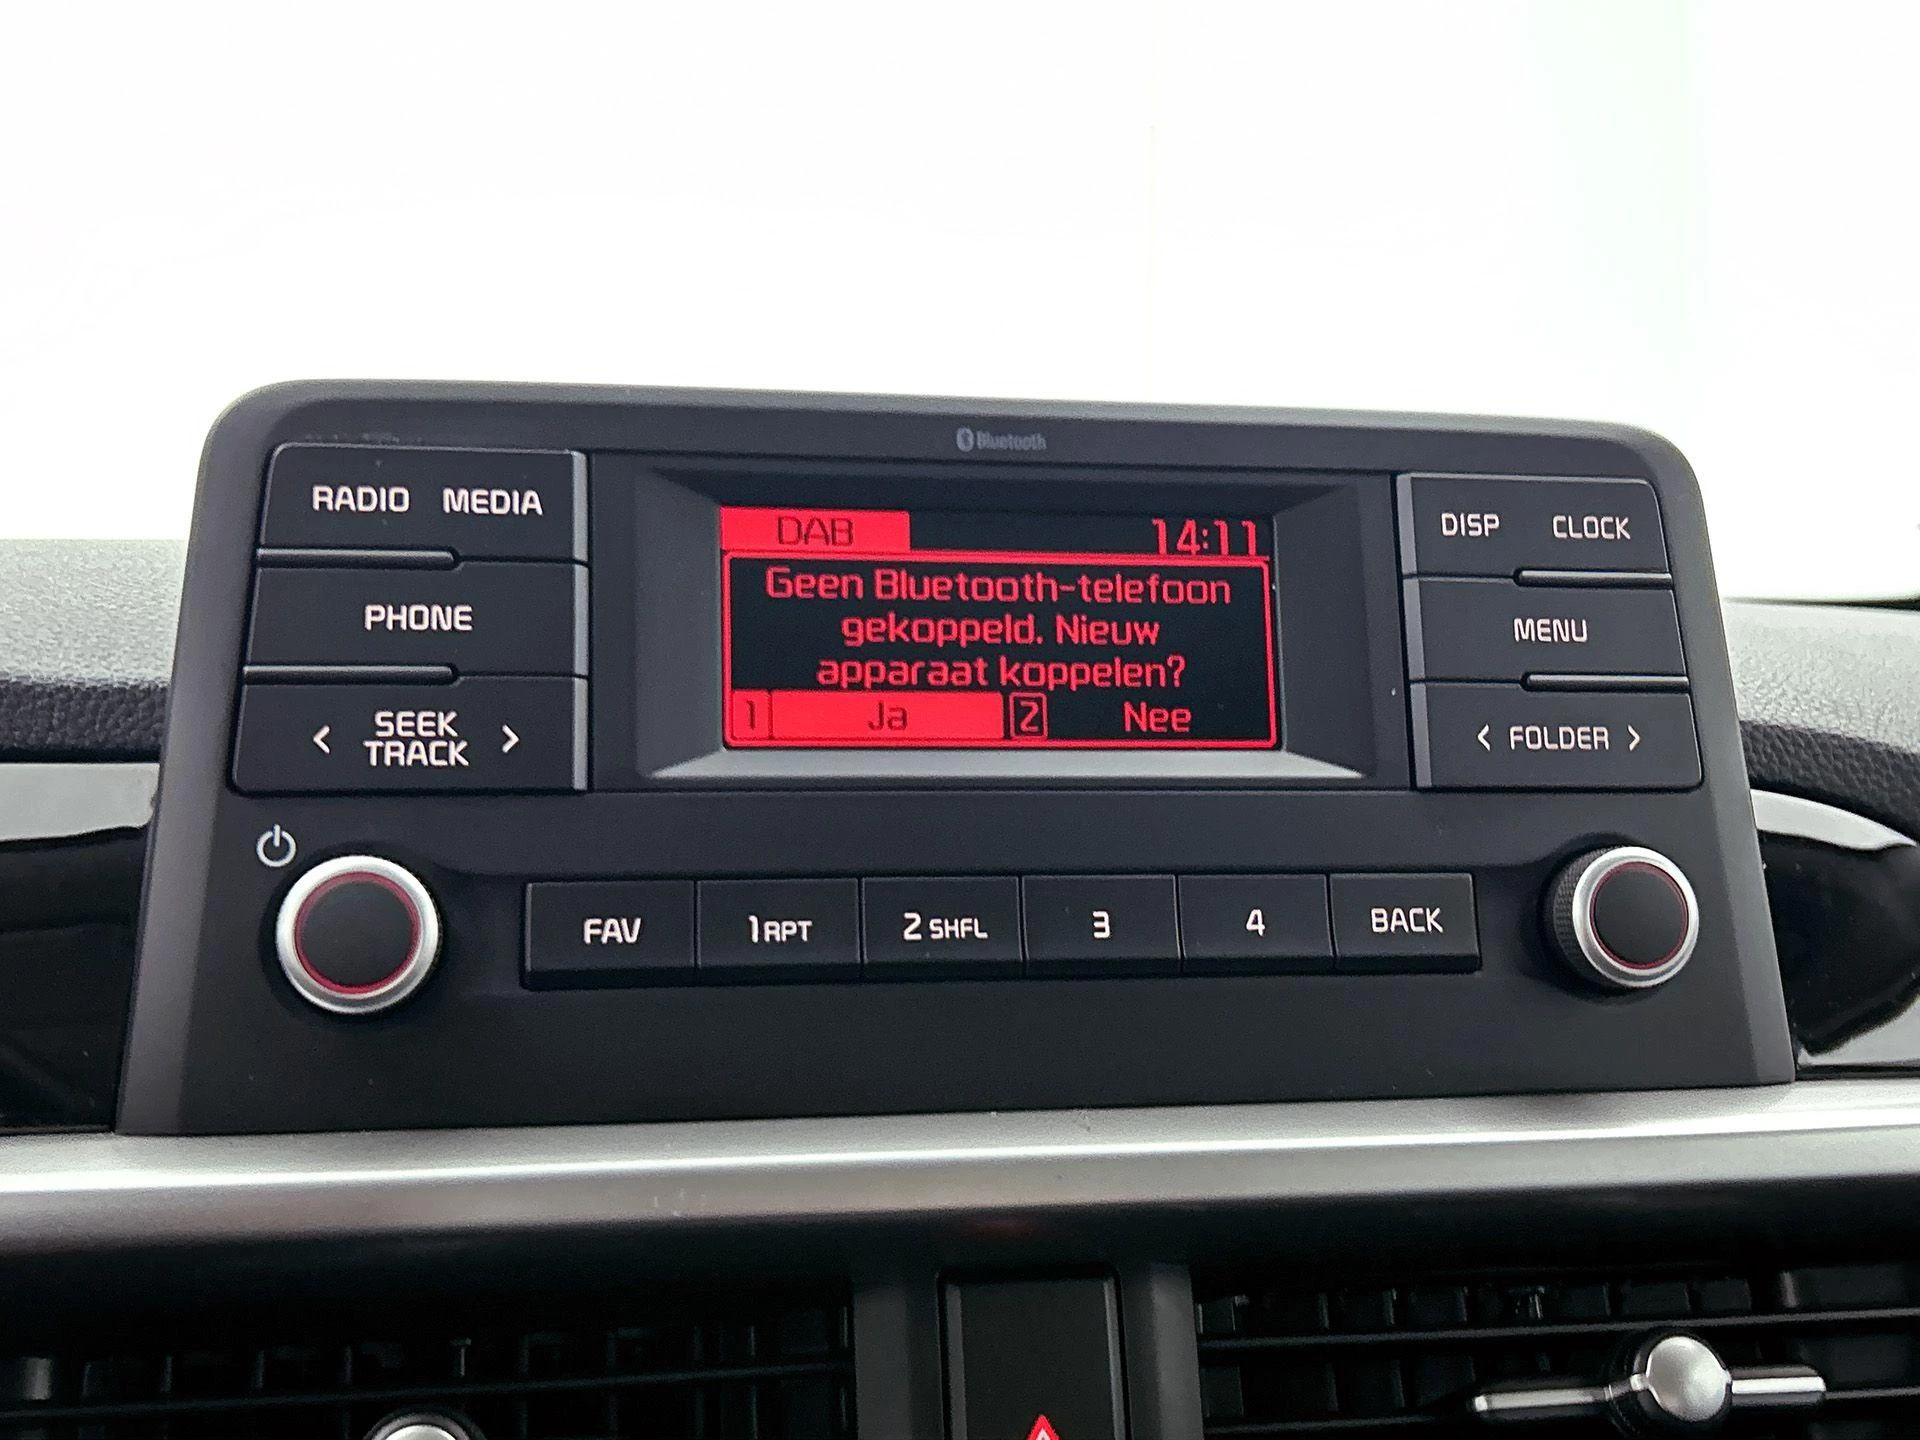 Bluetooth
RADIO MEDIA
PHONE
< SEEK TRACK >
DAB 14:11
Geen Bluetooth-telefoon
gekoppeld. Nieuw
apparaat koppelen?
1 Ja 2 Nee
DISP CLOCK
MENU
< FOLDER >
FAV 1 RPT 2 SHFL 3 4 BACK